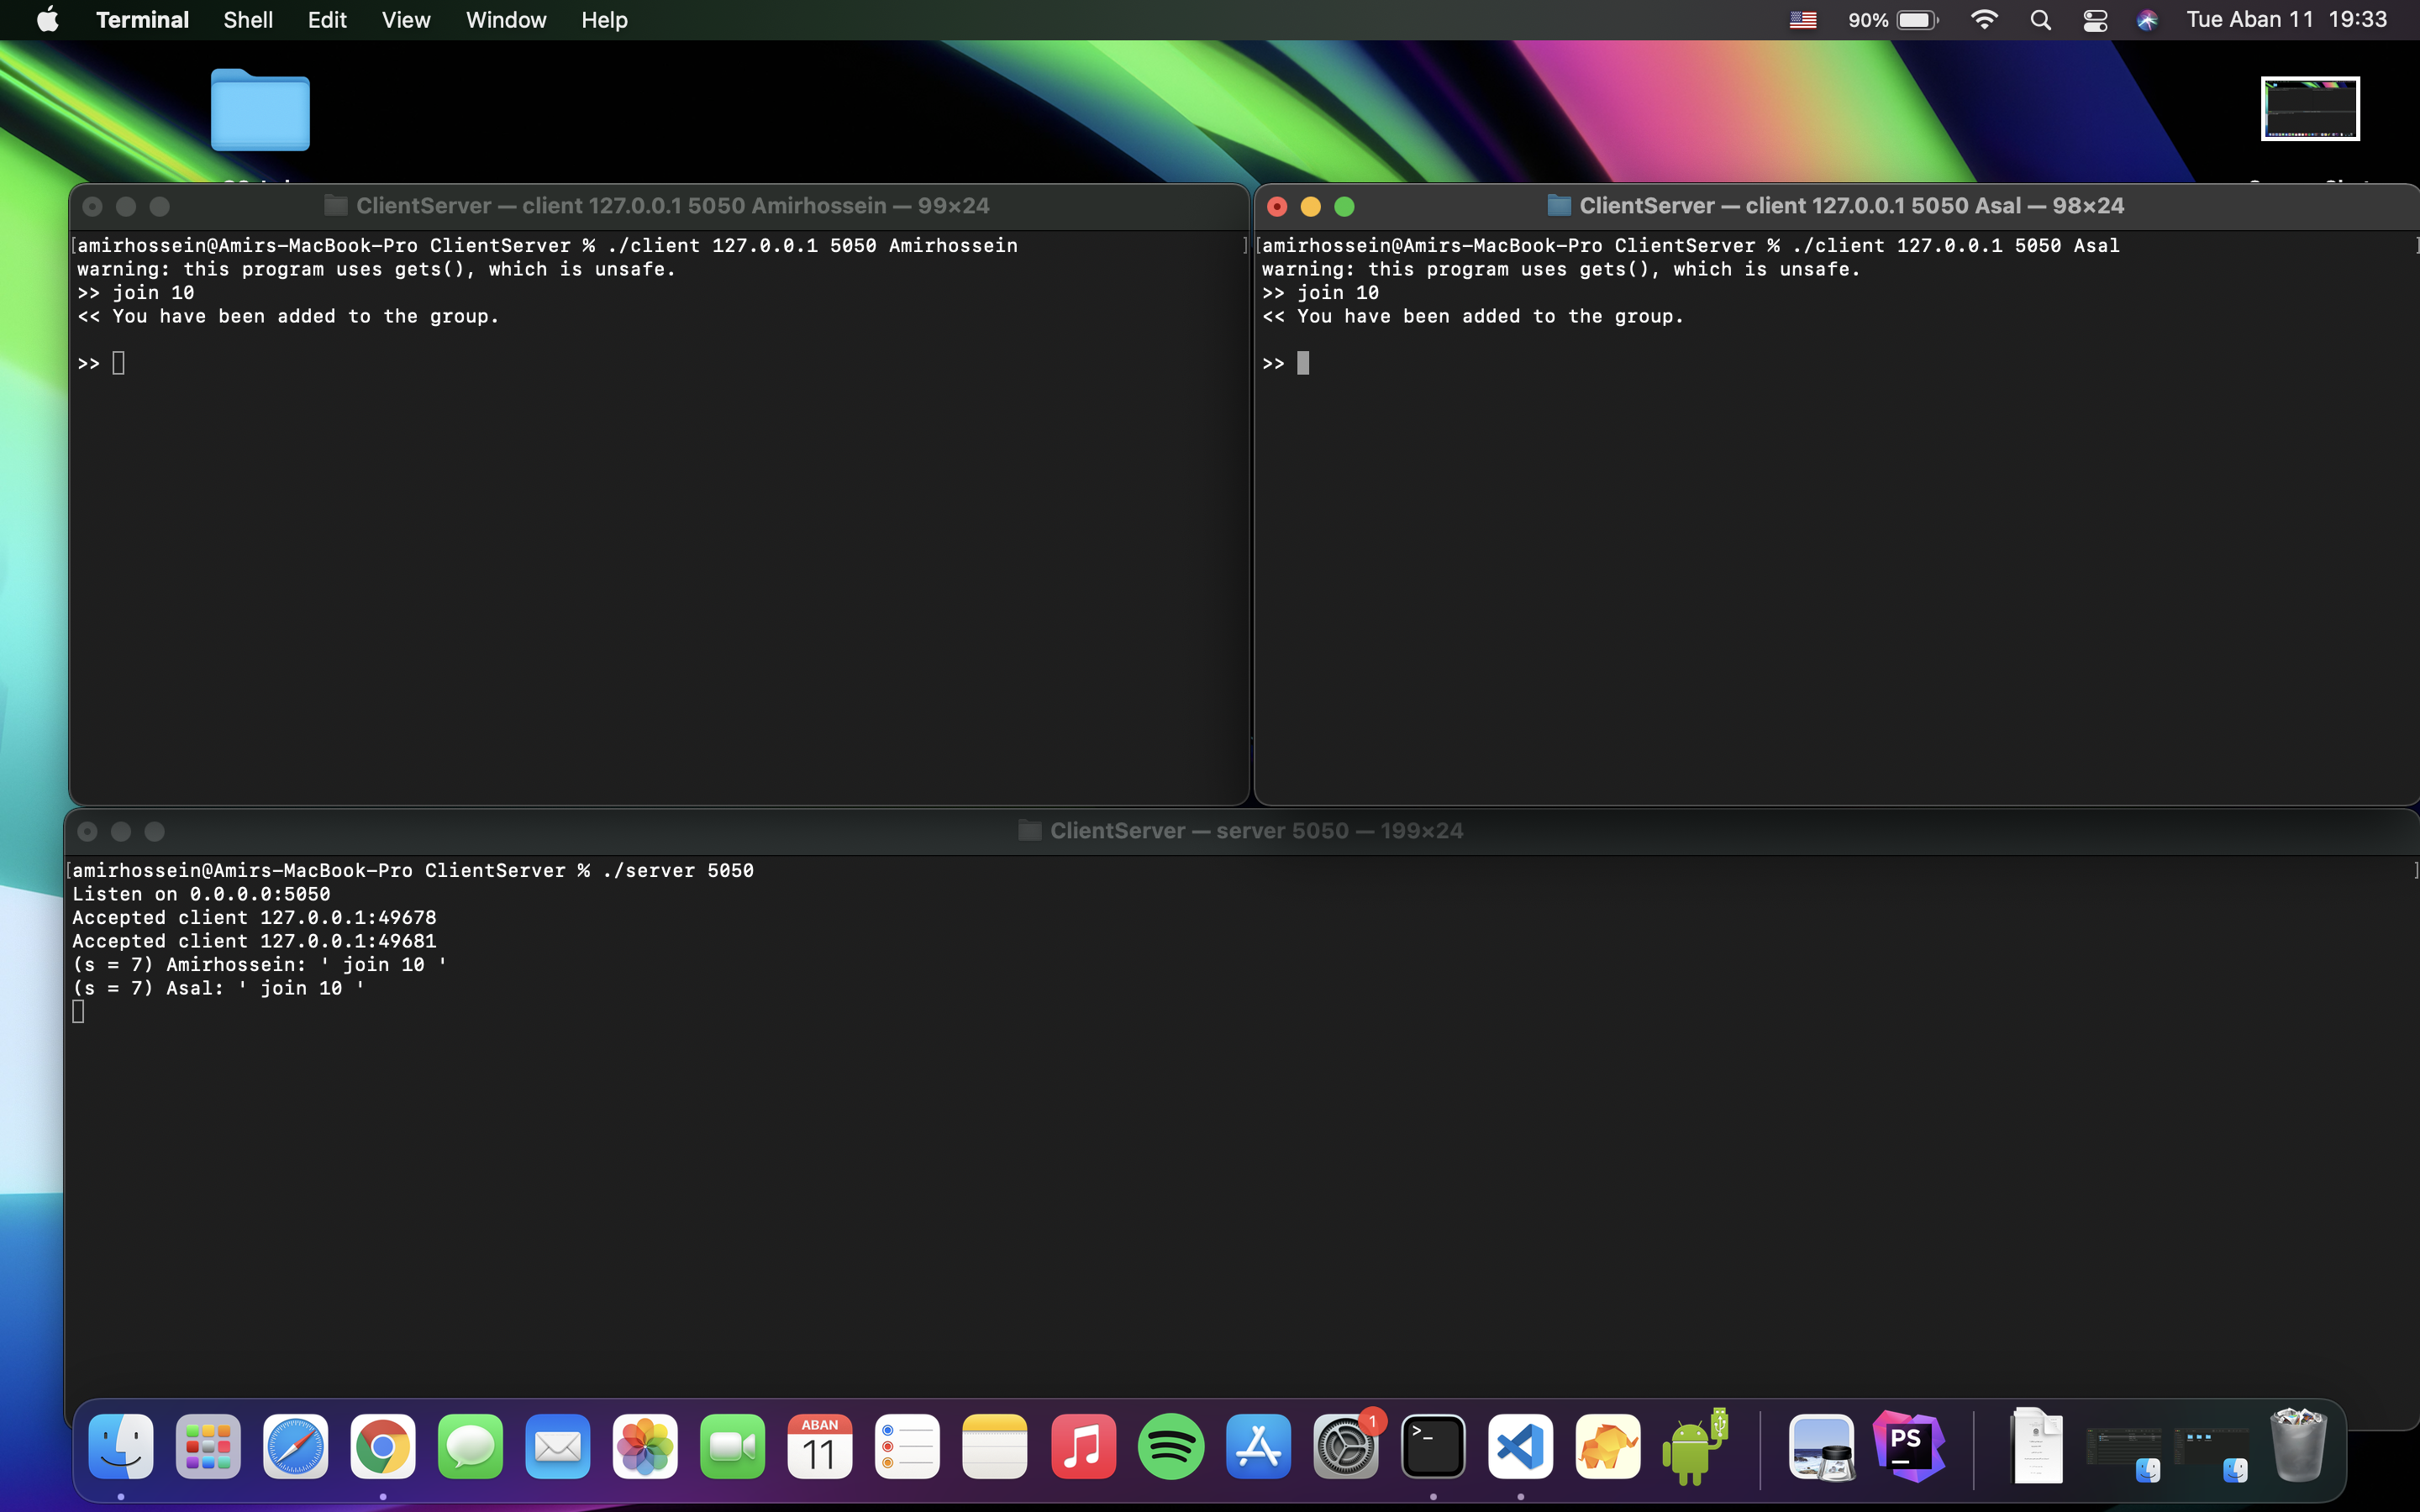 Terminal Shell Edit View Window Help 90% Tue Aban 11 19:33
ClientServer — client 127.0.0.1 5050 Amirhossein — 99×24
[amirhossein@Amirs-MacBook-Pro ClientServer % ./client 127.0.0.1 5050 Amirhossein ]
warning: this program uses gets(), which is unsafe.
>> join 10
<< You have been added to the group.
>>
ClientServer — client 127.0.0.1 5050 Asal — 98×24
[amirhossein@Amirs-MacBook-Pro ClientServer % ./client 127.0.0.1 5050 Asal ]
warning: this program uses gets(), which is unsafe.
>> join 10
<< You have been added to the group.
>>
ClientServer — server 5050 — 199×24
[amirhossein@Amirs-MacBook-Pro ClientServer % ./server 5050 ]
Listen on 0.0.0.0:5050
Accepted client 127.0.0.1:49678
Accepted client 127.0.0.1:49681
(s = 7) Amirhossein: ' join 10 '
(s = 7) Asal: ' join 10 '
ABAN
11
1
>_
PS